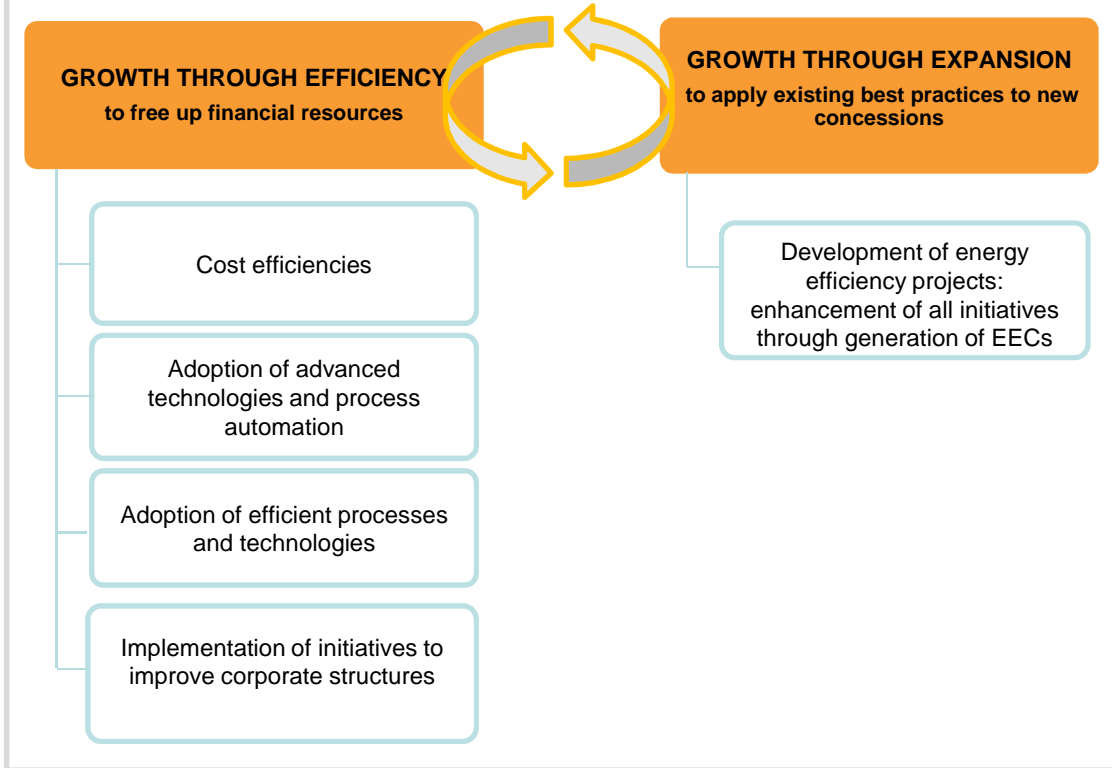 GROWTH THROUGH EFFICIENCY
to free up financial resources
Cost efficiencies
Adoption of advanced
technologies and process
automation
Adoption of efficient processes
and technologies
Implementation of initiatives to
improve corporate structures
GROWTH THROUGH EXPANSION
to apply existing best practices to new
concessions
Development of energy
efficiency projects:
enhancement of all initiatives
through generation of EECs